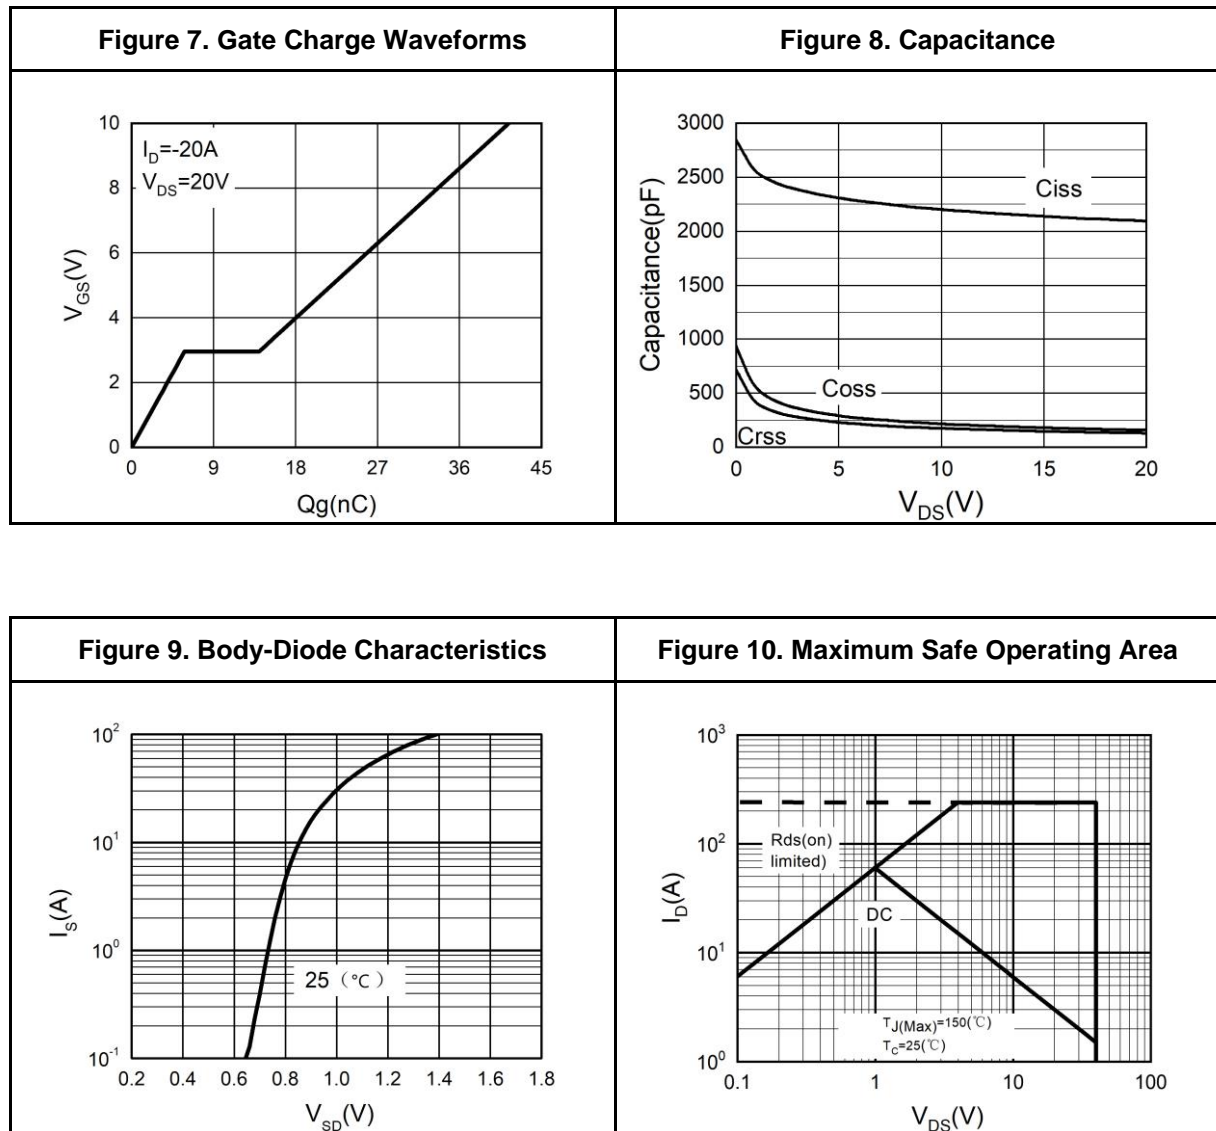 Figure 7. Gate Charge Waveforms
Figure 8. Capacitance
10
8
6
4
2
0
V_GS(V)
I_D=-20A
V_DS=20V
0 9 18 27 36 45
Qg(nC)
3000
2500
2000
1500
1000
500
0
Capacitance(pF)
Ciss
Coss
Crss
0 5 10 15 20
V_DS(V)
Figure 9. Body-Diode Characteristics
Figure 10. Maximum Safe Operating Area
10^2
10^1
10^0
10^-1
I_S(A)
25（℃）
0.2 0.4 0.6 0.8 1.0 1.2 1.4 1.6 1.8
V_SD(V)
10^3
10^2
10^1
10^0
I_D(A)
Rds(on)
limited)
DC
T_J(Max)=150(℃)
T_C=25(℃)
0.1 1 10 100
V_DS(V)